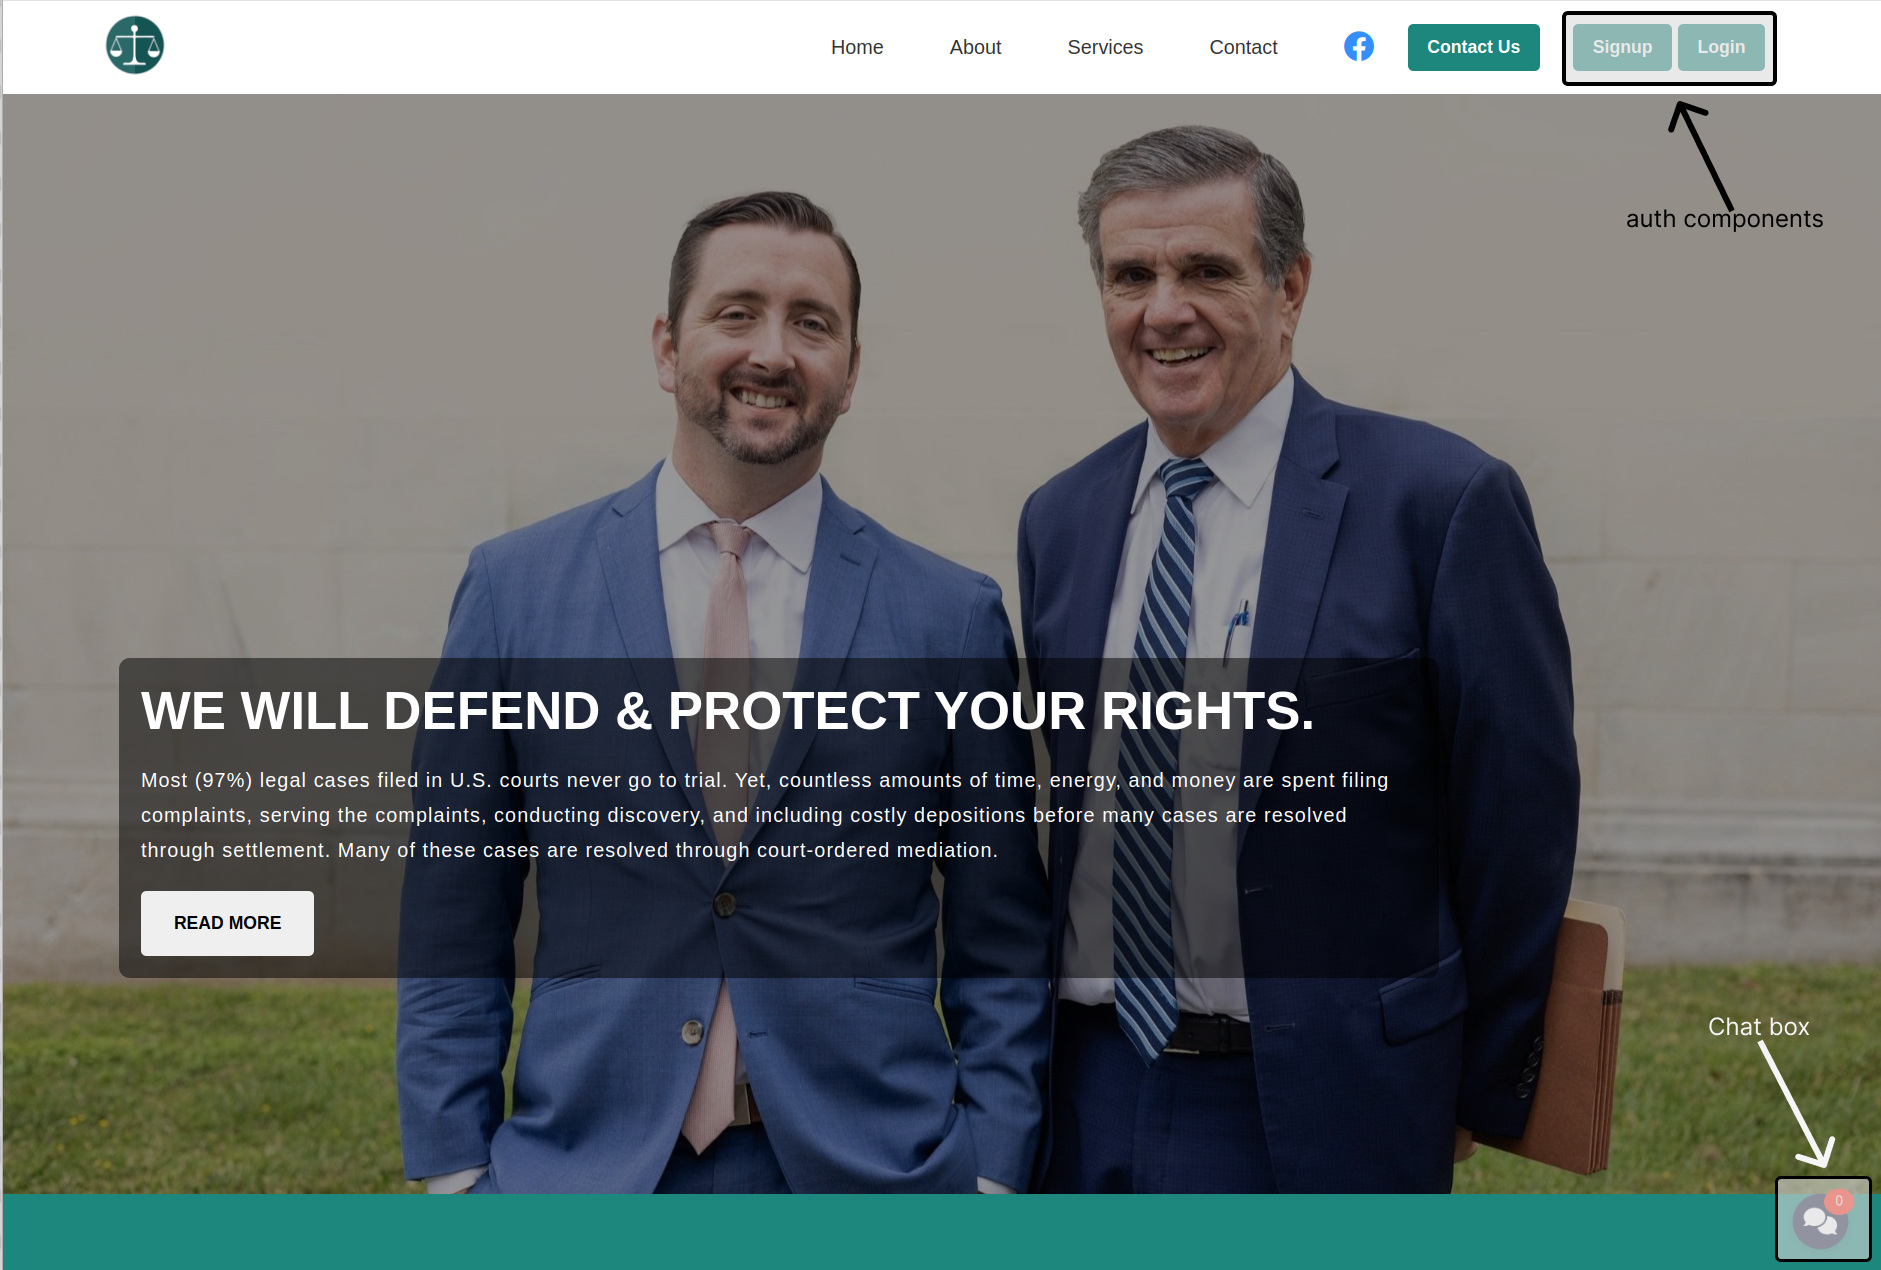 Home About Services Contact Contact Us Signup Login
auth components
WE WILL DEFEND & PROTECT YOUR RIGHTS.
Most (97%) legal cases filed in U.S. courts never go to trial. Yet, countless amounts of time, energy, and money are spent filing
complaints, serving the complaints, conducting discovery, and including costly depositions before many cases are resolved
through settlement. Many of these cases are resolved through court-ordered mediation.
READ MORE
Chat box
0